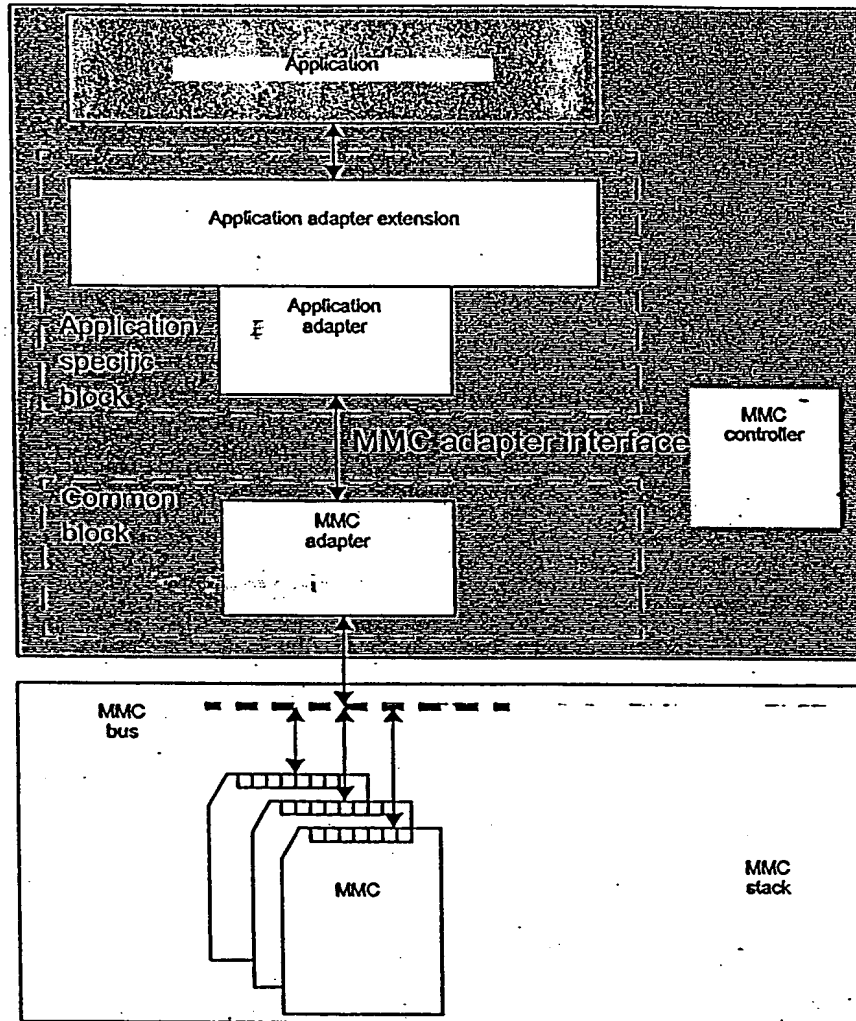 Application
Application adapter extension
Application
adapter
Application
specific
block
MMC
controller
MMC adapter interface
Common
block
MMC
adapter
MMC
bus
MMC
MMC
stack